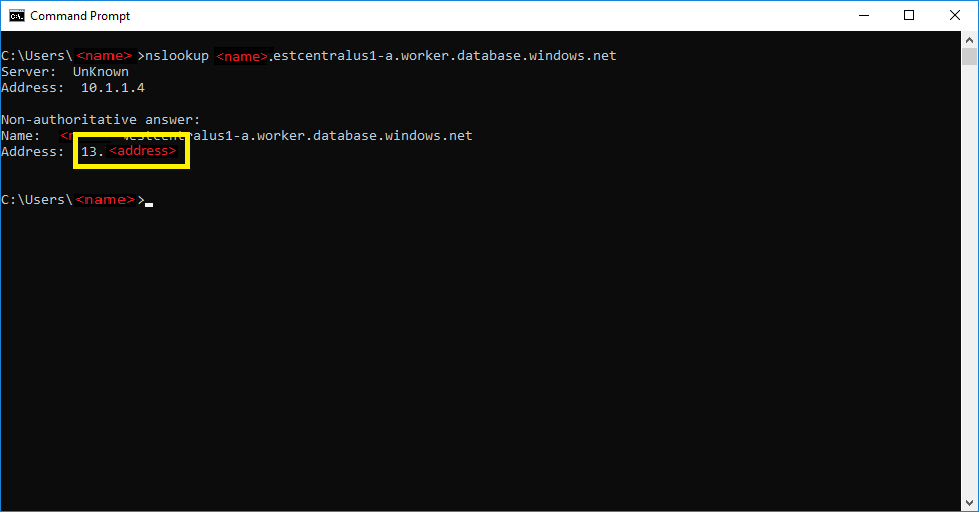 Command Prompt
C:\Users\<name>>nslookup <name>.estcentralus1-a.worker.database.windows.net
Server:  UnKnown
Address:  10.1.1.4
Non-authoritative answer:
Name:  estcentralus1-a.worker.database.windows.net
Address:  13.<address>
C:\Users\<name>>